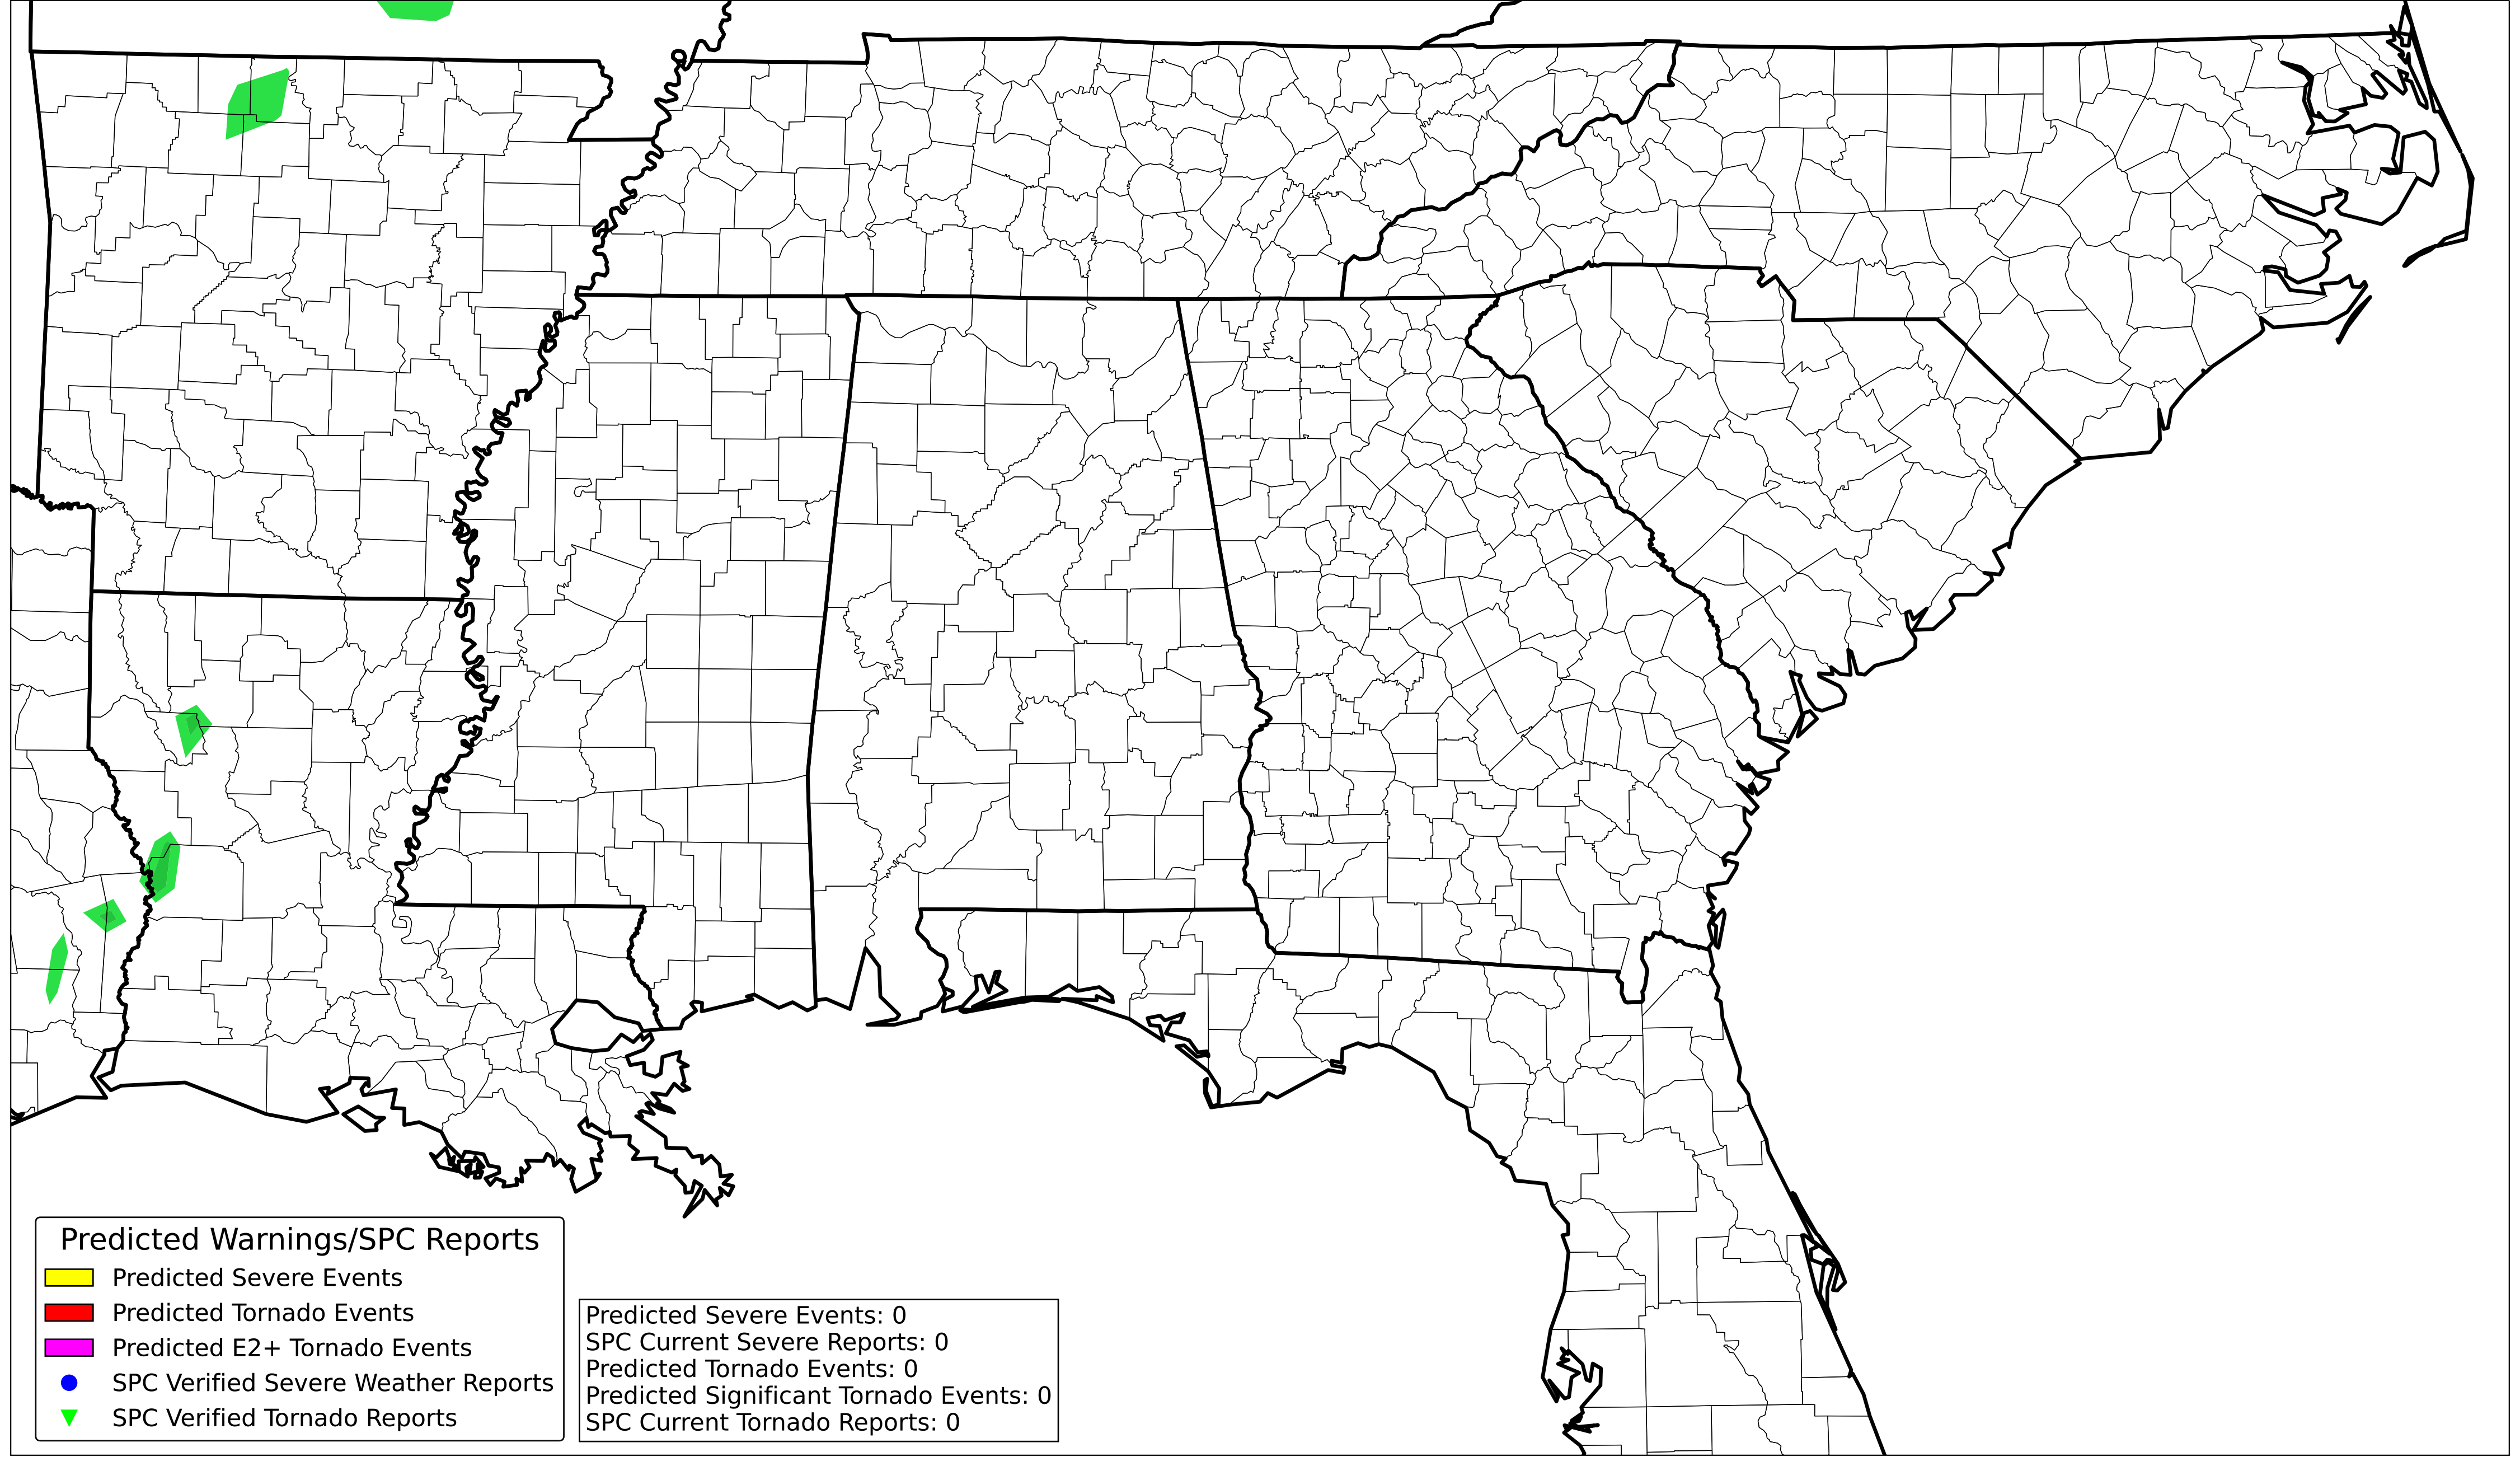 Predicted Warnings/SPC Reports
Predicted Severe Events
Predicted Tornado Events
Predicted E2+ Tornado Events
SPC Verified Severe Weather Reports
SPC Verified Tornado Reports
Predicted Severe Events: 0
SPC Current Severe Reports: 0
Predicted Tornado Events: 0
Predicted Significant Tornado Events: 0
SPC Current Tornado Reports: 0